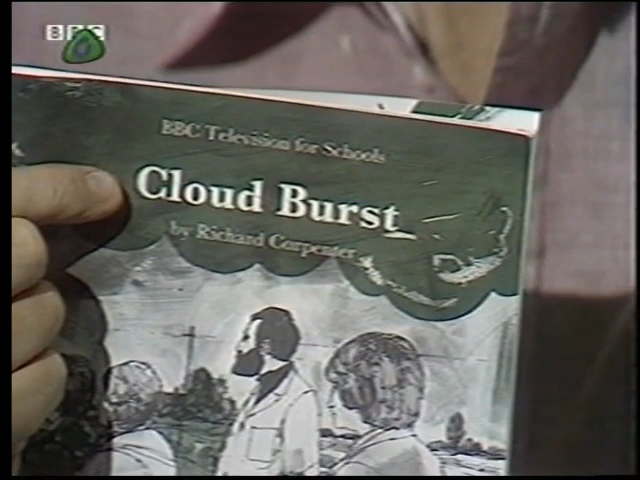 BBC
BBC Television for Schools
Cloud Burst
by Richard Carpenter